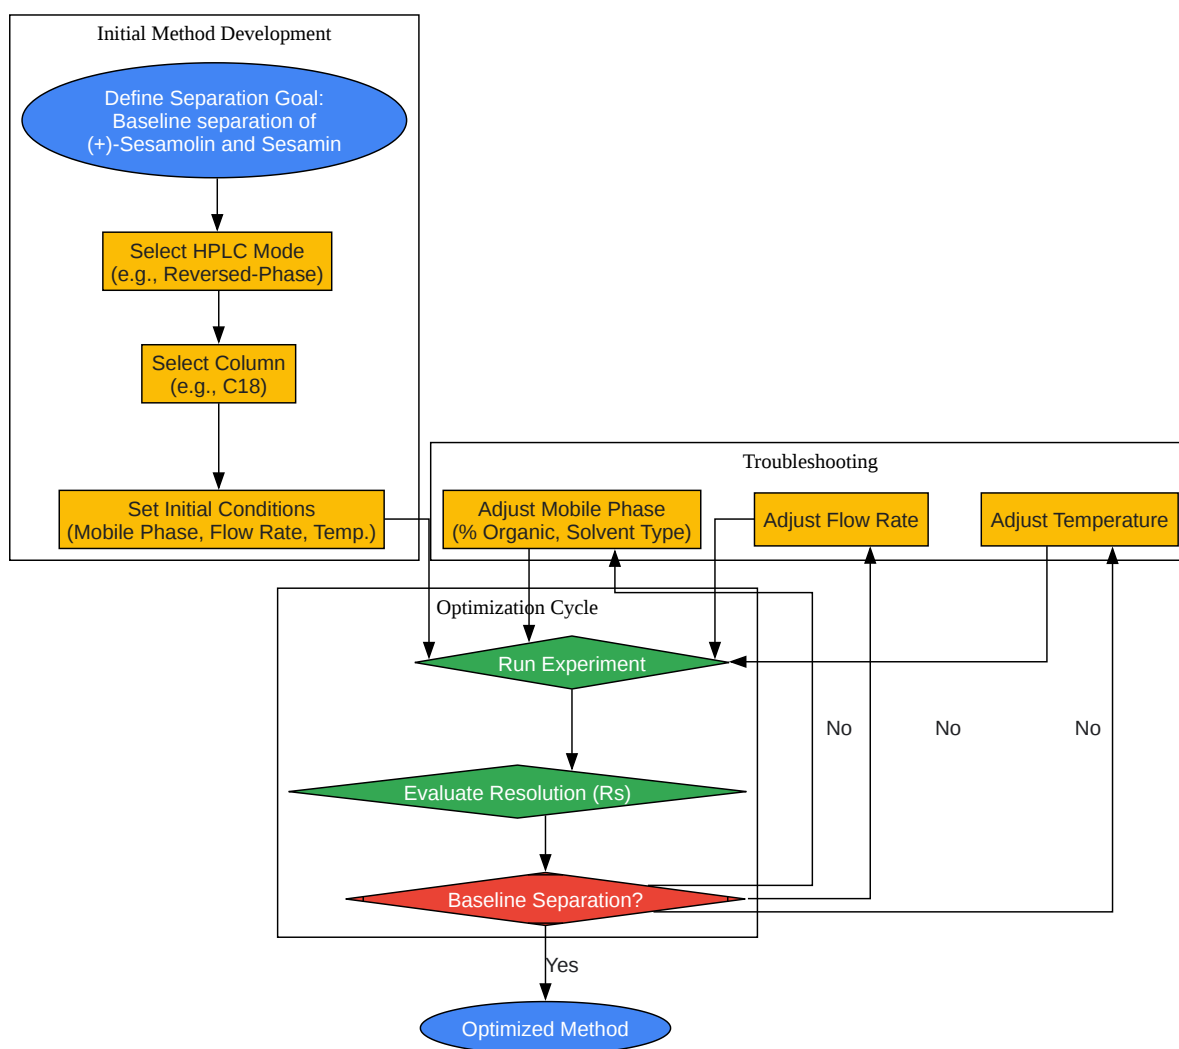 Initial Method Development
Define Separation Goal:
Baseline separation of
(+)-Sesamolin and Sesamin
Select HPLC Mode
(e.g., Reversed-Phase)
Select Column
(e.g., C18)
Set Initial Conditions
(Mobile Phase, Flow Rate, Temp.)
Troubleshooting
Adjust Mobile Phase
(% Organic, Solvent Type)
Adjust Flow Rate
Adjust Temperature
Optimization Cycle
Run Experiment
No
No
No
Evaluate Resolution (Rs)
Baseline Separation?
Yes
Optimized Method